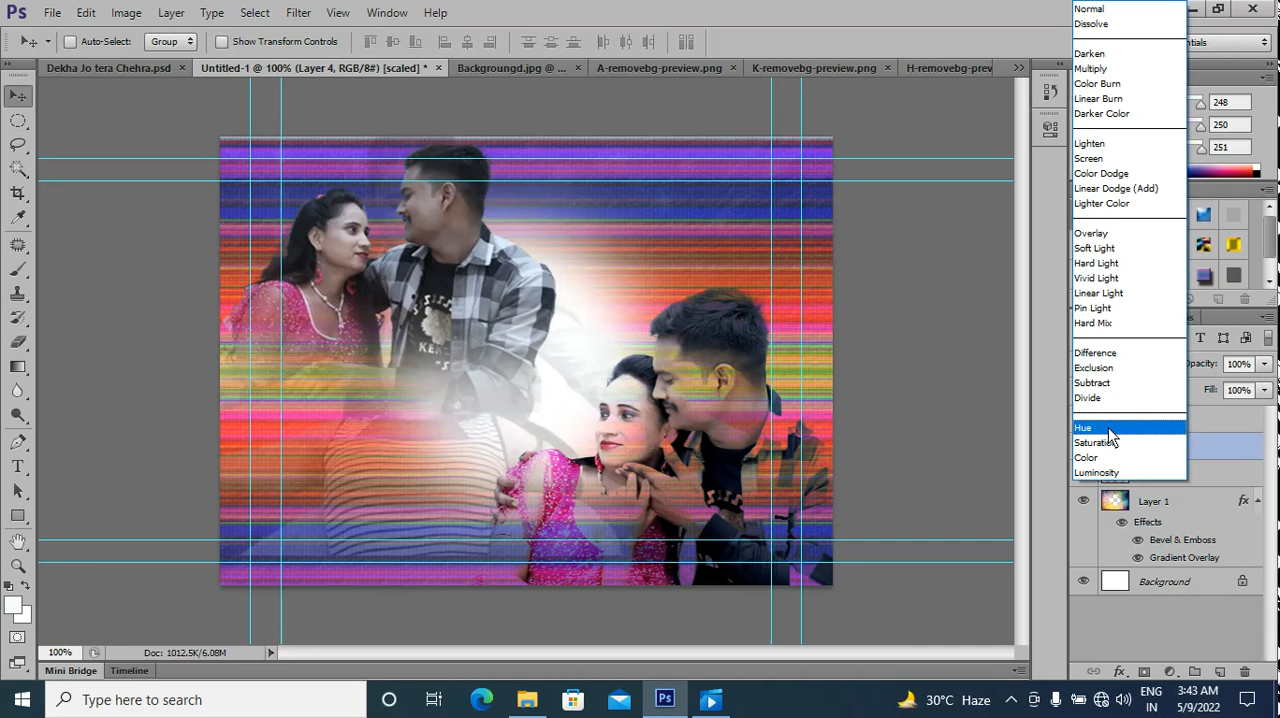 Ps File Edit Image Layer Type Select Filter View Window Help
Auto-Select: Group Show Transform Controls
Dekha Jo tera Chehra.psd × Untitled-1 @ 100% (Layer 4, RGB/8#) [scaled] * × Backgroungd.jpg @ ... × A-removebg-preview.png × K-removebg-preview.png × H-removebg-prev
Normal
Dissolve
Darken
Multiply
Color Burn
Linear Burn
Darker Color
Lighten
Screen
Color Dodge
Linear Dodge (Add)
Lighter Color
Overlay
Soft Light
Hard Light
Vivid Light
Linear Light
Pin Light
Hard Mix
Difference
Exclusion
Subtract
Divide
Hue
Saturation
Color
Luminosity
248
250
251
Opacity: 100%
Fill: 100%
Layer 1 fx
Effects
Bevel & Emboss
Gradient Overlay
Background
100% Doc: 1012.5K/6.08M
Mini Bridge Timeline
Type here to search
30°C Haze
ENG
IN
3:43 AM
5/9/2022